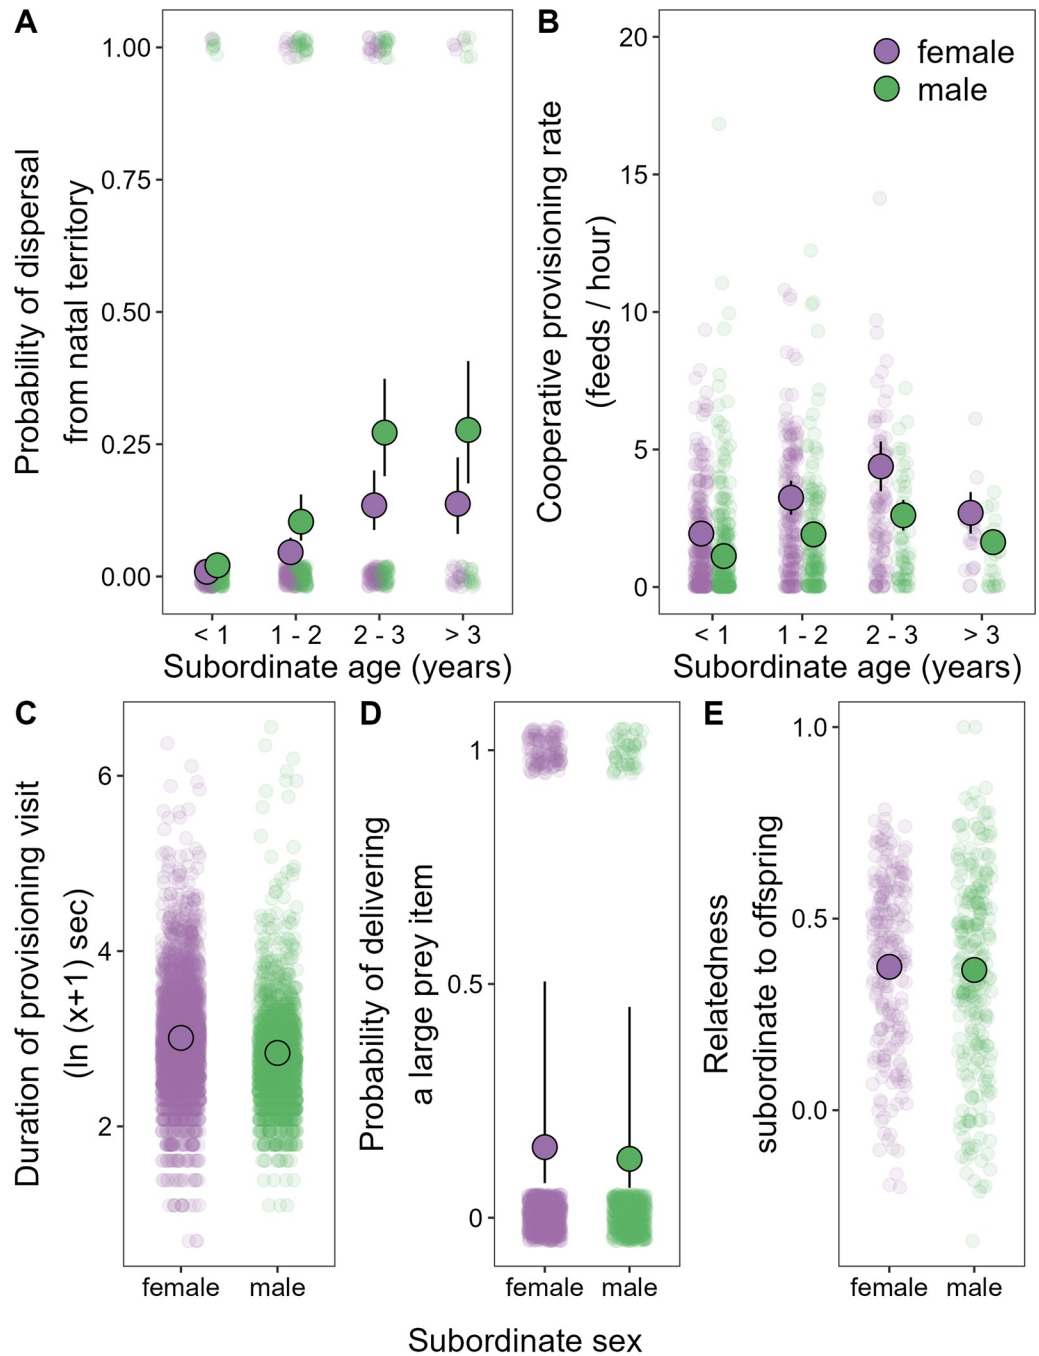 A
Probability of dispersal
from natal territory
1.00
0.75
0.50
0.25
0.00
< 1
1 - 2
2 - 3
> 3
Subordinate age (years)
B
Cooperative provisioning rate
(feeds / hour)
20
15
10
5
0
female
male
< 1
1 - 2
2 - 3
> 3
Subordinate age (years)
C
Duration of provisioning visit
(ln (x+1) sec)
6
4
2
female
male
D
Probability of delivering
a large prey item
1
0.5
0
female
male
E
Relatedness
subordinate to offspring
1.0
0.5
0.0
female
male
Subordinate sex